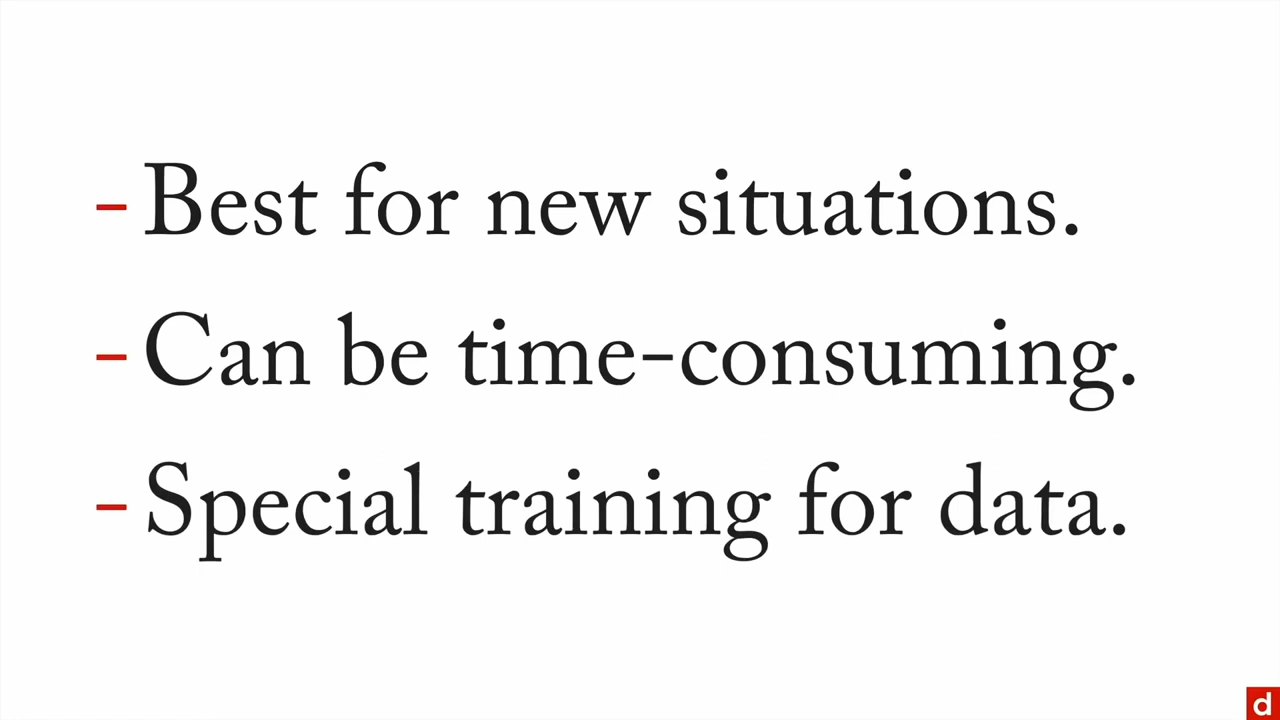 - Best for new situations.
- Can be time-consuming.
- Special training for data.
d